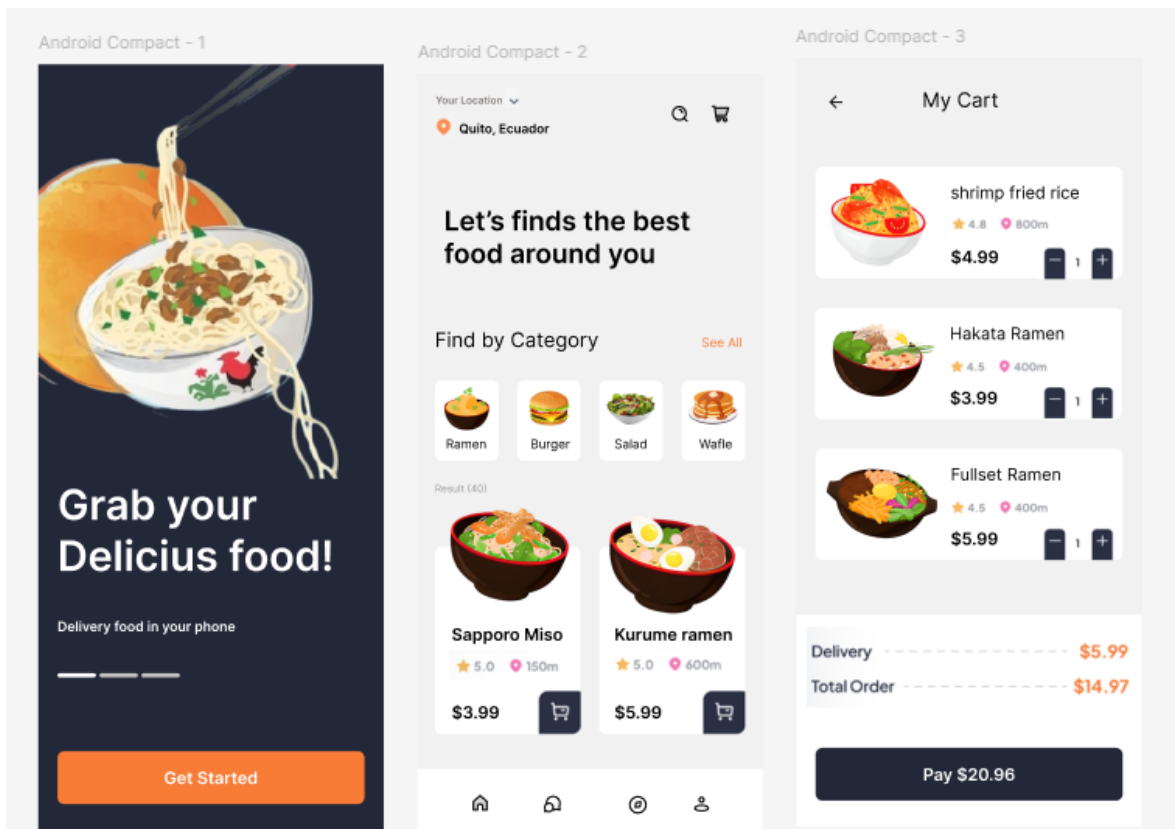 Android Compact - 1
Grab your
Delicius food!
Delivery food in your phone
Get Started
Android Compact - 2
Your Location
Quito, Ecuador
Let's finds the best
food around you
Find by Category
See All
Ramen
Burger
Salad
Wafle
Result (40)
Sapporo Miso
5.0 150m
$3.99
Kurume ramen
5.0 600m
$5.99
Android Compact - 3
My Cart
shrimp fried rice
4.8 800m
$4.99
− 1 +
Hakata Ramen
4.5 400m
$3.99
− 1 +
Fullset Ramen
4.5 400m
$5.99
− 1 +
Delivery $5.99
Total Order $14.97
Pay $20.96